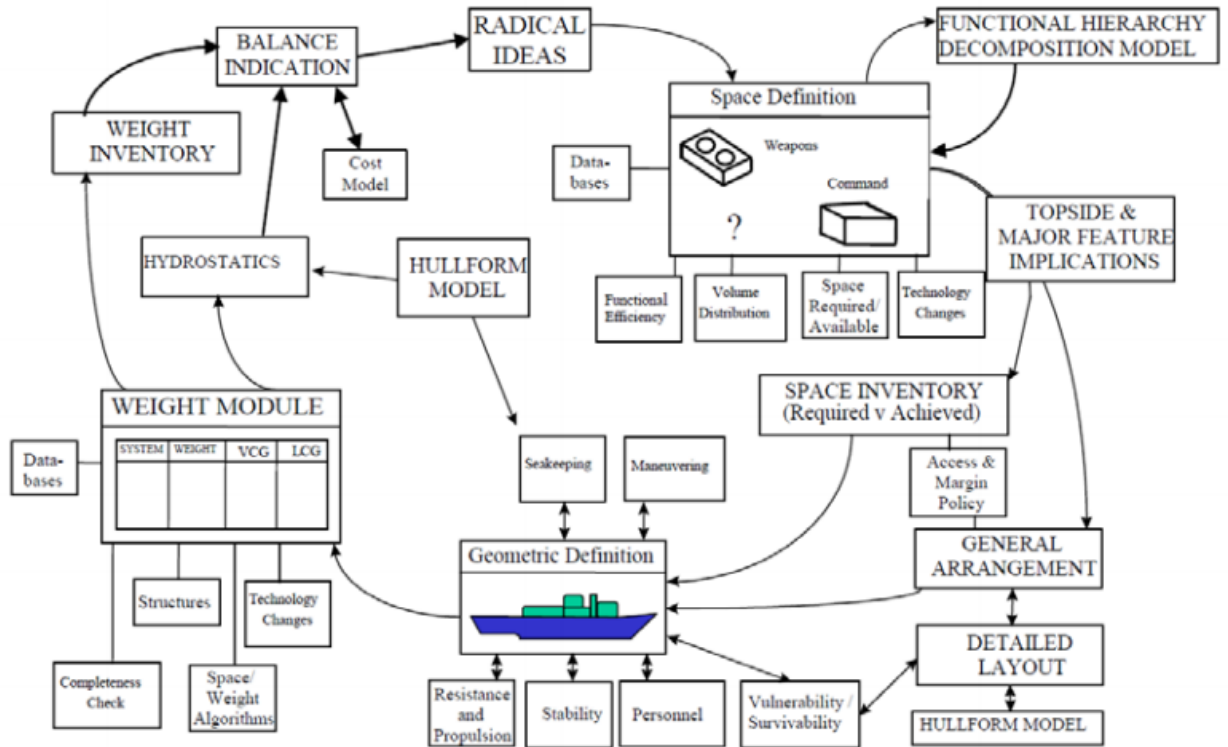 BALANCE
INDICATION
RADICAL
IDEAS
FUNCTIONAL HIERARCHY
DECOMPOSITION MODEL
WEIGHT
INVENTORY
Cost
Model
Space Definition
Weapons
Command
?
Data-
bases
TOPSIDE &
MAJOR FEATURE
IMPLICATIONS
HYDROSTATICS
HULLFORM
MODEL
Functional
Efficiency
Volume
Distribution
Space
Required/
Available
Technology
Changes
WEIGHT MODULE
SYSTEM WEIGHT VCG LCG
Data-
bases
SPACE INVENTORY
(Required v Achieved)
Seakeeping
Maneuvering
Access &
Margin
Policy
Geometric Definition
GENERAL
ARRANGEMENT
Structures
Technology
Changes
Completeness
Check
Space/
Weight
Algorithms
DETAILED
LAYOUT
Resistance
and
Propulsion
Stability
Personnel
Vulnerability /
Survivability
HULLFORM MODEL